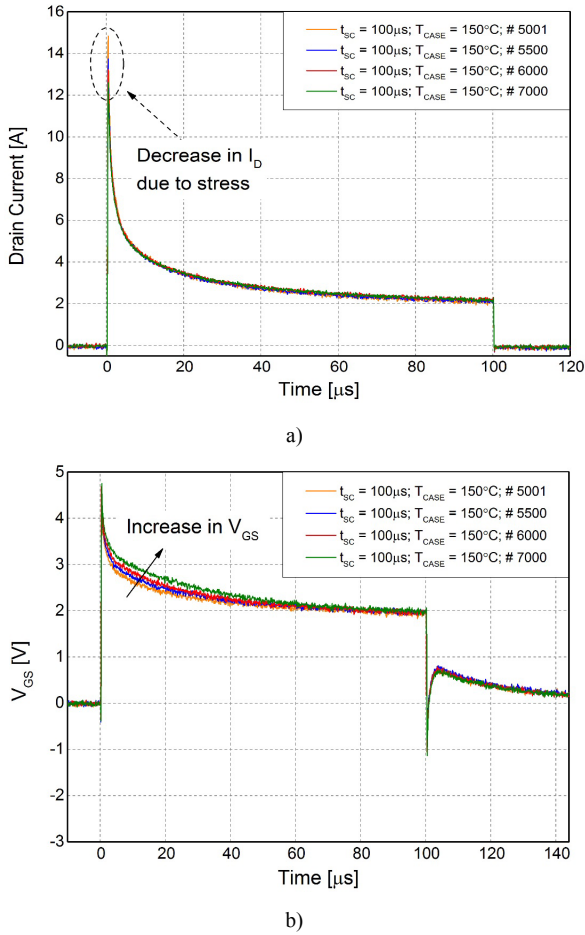 16
14
12
10
8
6
4
2
0
Drain Current [A]
t_SC = 100μs; T_CASE = 150°C; # 5001
t_SC = 100μs; T_CASE = 150°C; # 5500
t_SC = 100μs; T_CASE = 150°C; # 6000
t_SC = 100μs; T_CASE = 150°C; # 7000
Decrease in I_D
due to stress
0 20 40 60 80 100 120
Time [μs]
a)
5
4
3
2
1
0
-1
-2
-3
V_GS [V]
t_SC = 100μs; T_CASE = 150°C; # 5001
t_SC = 100μs; T_CASE = 150°C; # 5500
t_SC = 100μs; T_CASE = 150°C; # 6000
t_SC = 100μs; T_CASE = 150°C; # 7000
Increase in V_GS
0 20 40 60 80 100 120 140
Time [μs]
b)